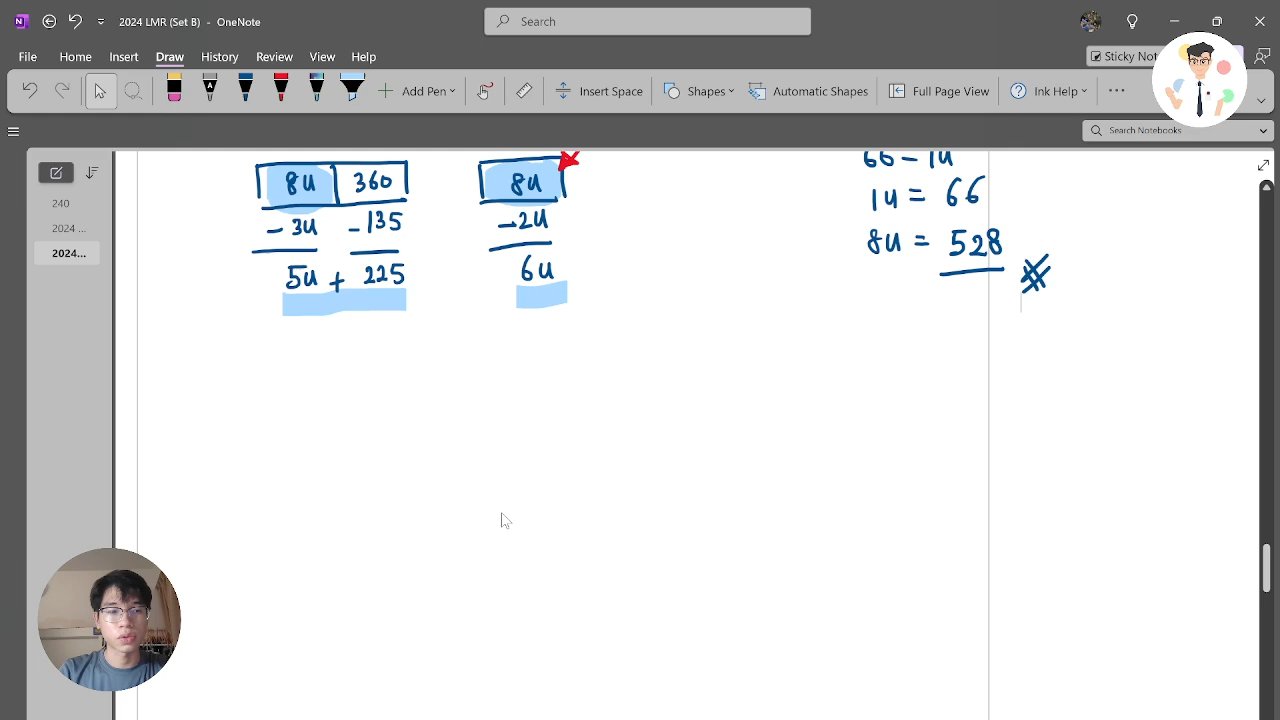 2024 LMR (Set B) - OneNote
Search
File Home Insert Draw History Review View Help
Sticky Not
Add Pen
Insert Space
Shapes
Automatic Shapes
Full Page View
Ink Help
Search Notebooks
240
2024 ...
2024...
8u 360
- 3u - 135
5u + 225
8u
- 2u
6u
66 - 1u
1u = 66
8u = 528